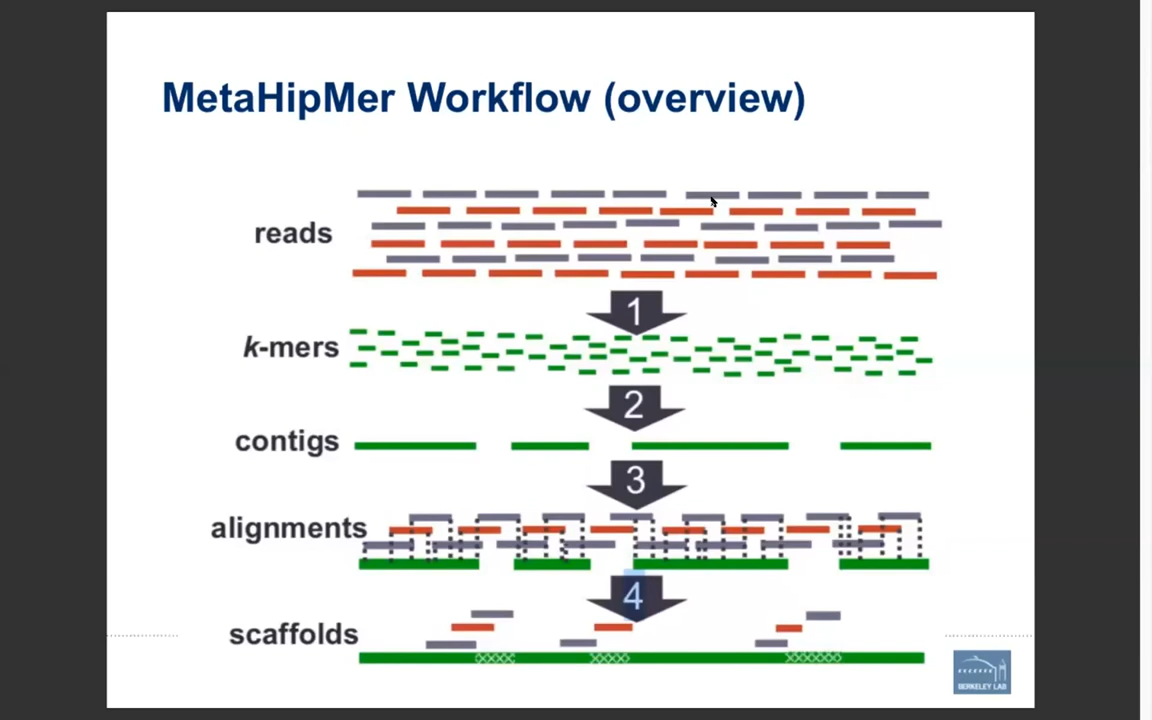 MetaHipMer Workflow (overview)
reads
1
k-mers
2
contigs
3
alignments
4
scaffolds
BERKELEY LAB